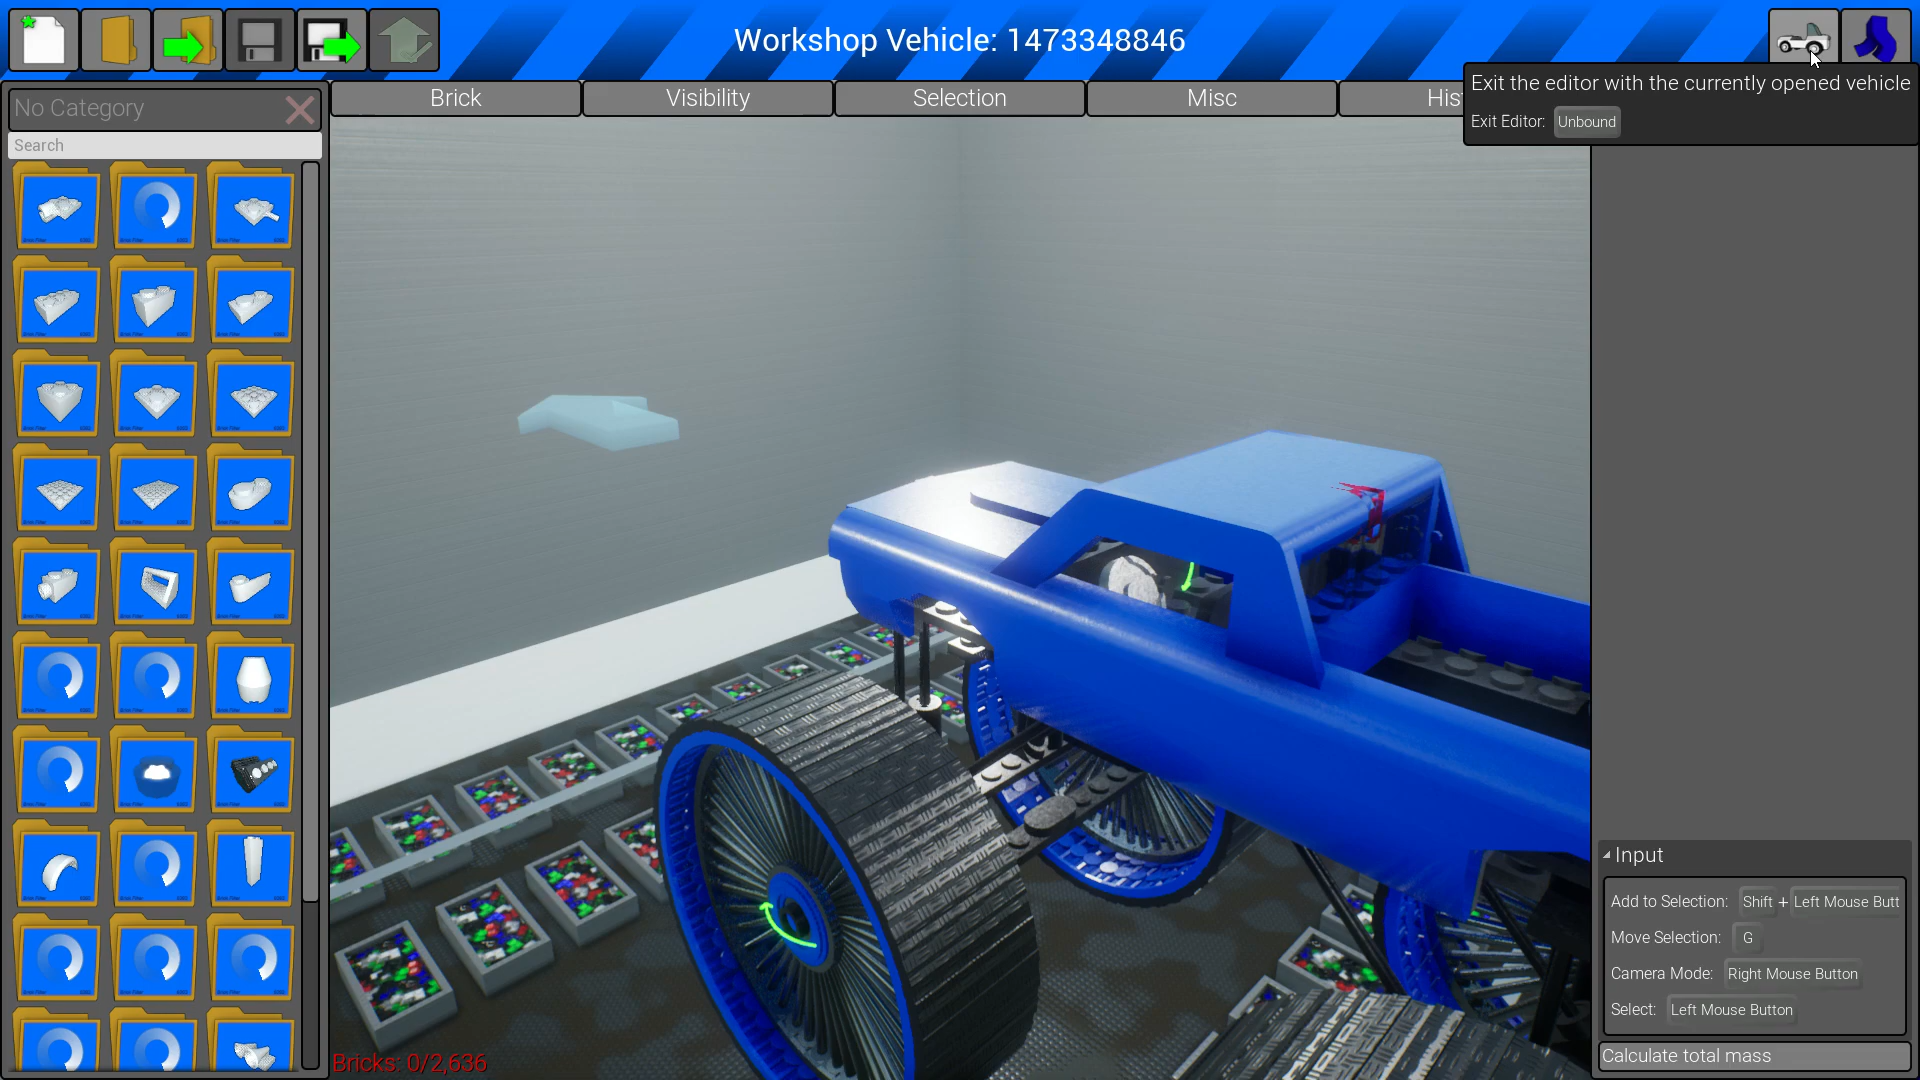 Workshop Vehicle: 1473348846
Exit the editor with the currently opened vehicle
Exit Editor: Unbound
No Category
Search
Brick
Visibility
Selection
Misc
Input
Add to Selection: Shift + Left Mouse Butt
Move Selection: G
Camera Mode: Right Mouse Button
Select: Left Mouse Button
Calculate total mass
Bricks: 0/2,636